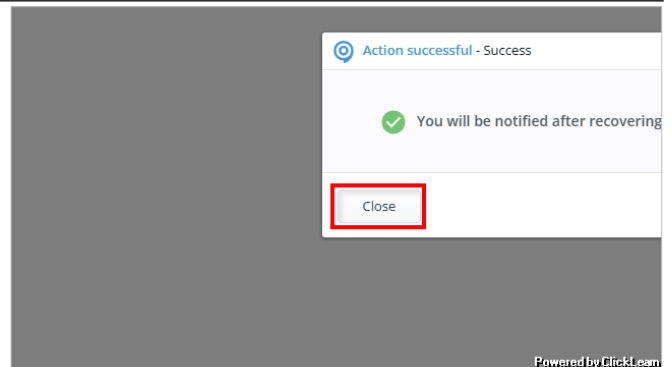 Action successful - Success
You will be notified after recovering
Close
Powered by ClickLearn